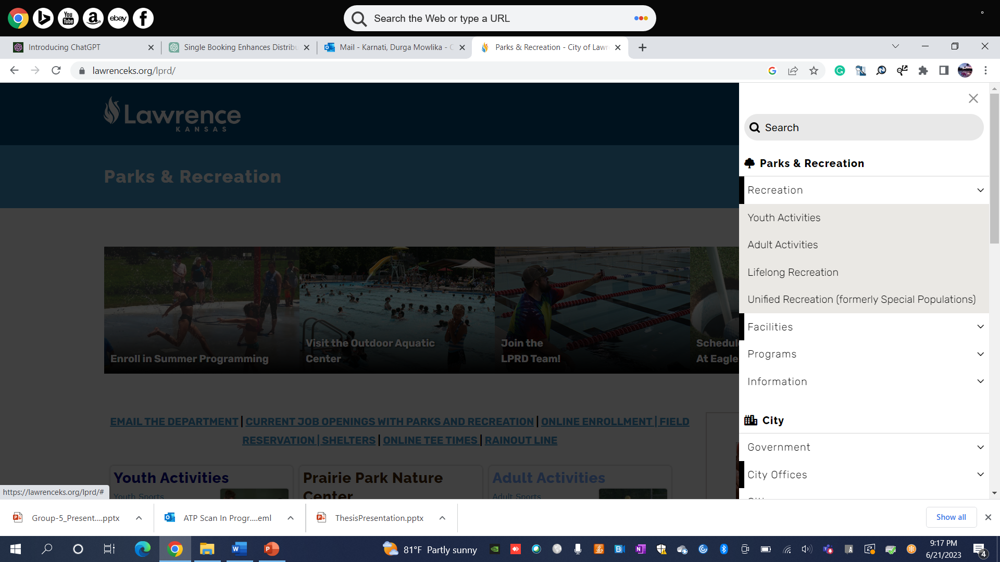 You
Tube
a
ebay
f
Search the Web or type a URL
Introducing ChatGPT
Single Booking Enhances Distribu
Mail - Karnati, Durga Mowlika -
Parks & Recreation - City of Lawr
lawrenceks.org/lprd/
Lawrence
KANSAS
Parks & Recreation
Enroll in Summer Programming
Visit the Outdoor Aquatic
Center
Join the
LPRD Team!
Schedul
At Eagle
EMAIL THE DEPARTMENT | CURRENT JOB OPENINGS WITH PARKS AND RECREATION | ONLINE ENROLLMENT | FIELD
RESERVATION | SHELTERS | ONLINE TEE TIMES | RAINOUT LINE
Youth Activities
Youth Sports
Prairie Park Nature
Center
Adult Activities
Adult Sports
Search
Parks & Recreation
Recreation
Youth Activities
Adult Activities
Lifelong Recreation
Unified Recreation (formerly Special Populations)
Facilities
Programs
Information
City
Government
City Offices
https://lawrenceks.org/lprd/#
Group-5_Present....pptx
ATP Scan In Progr....eml
ThesisPresentation.pptx
Show all
81°F Partly sunny
9:17 PM
6/21/2023
4